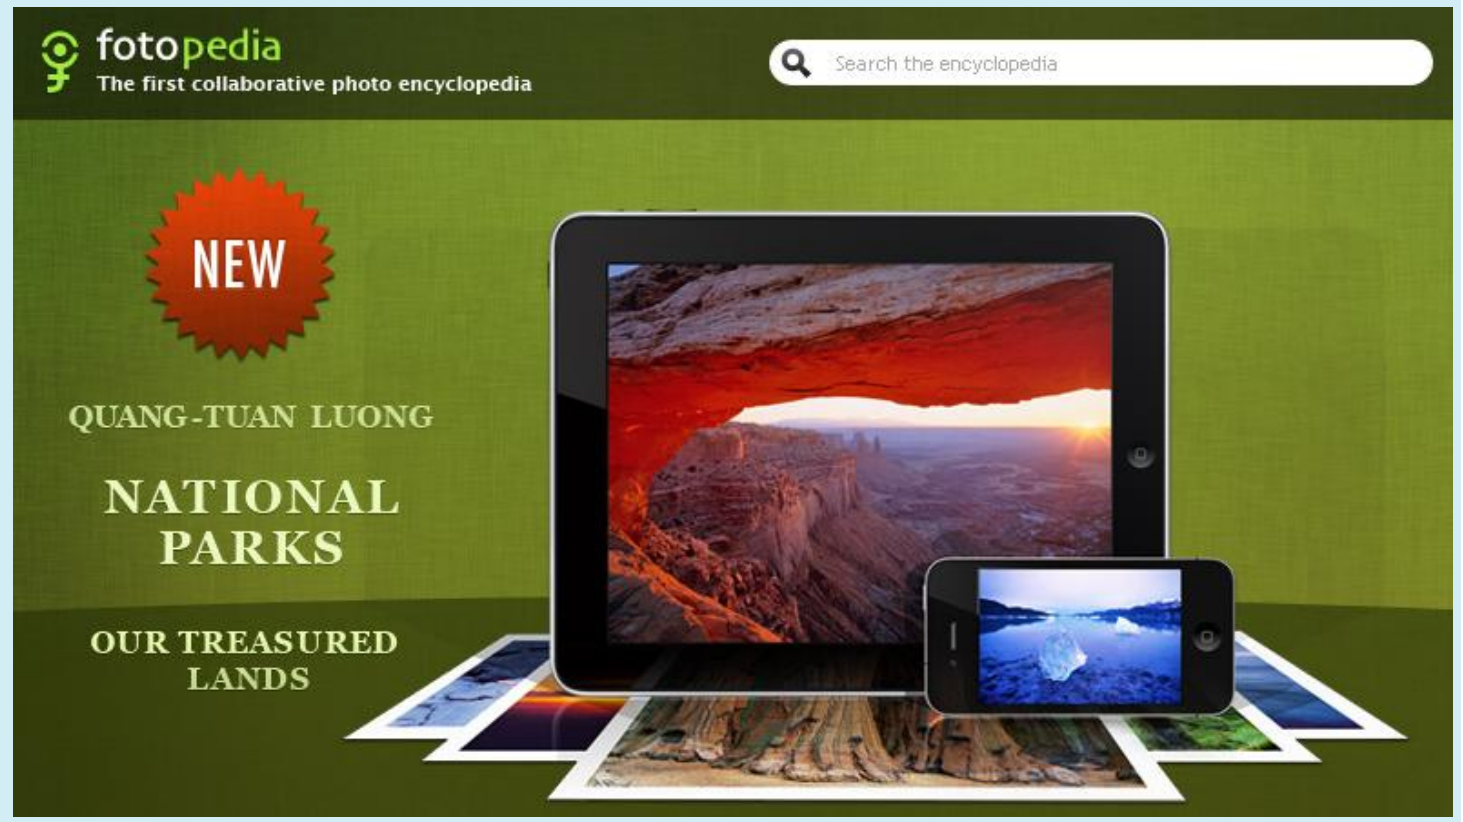 fotopedia
The first collaborative photo encyclopedia
Search the encyclopedia
NEW
QUANG-TUAN LUONG
NATIONAL
PARKS
OUR TREASURED
LANDS